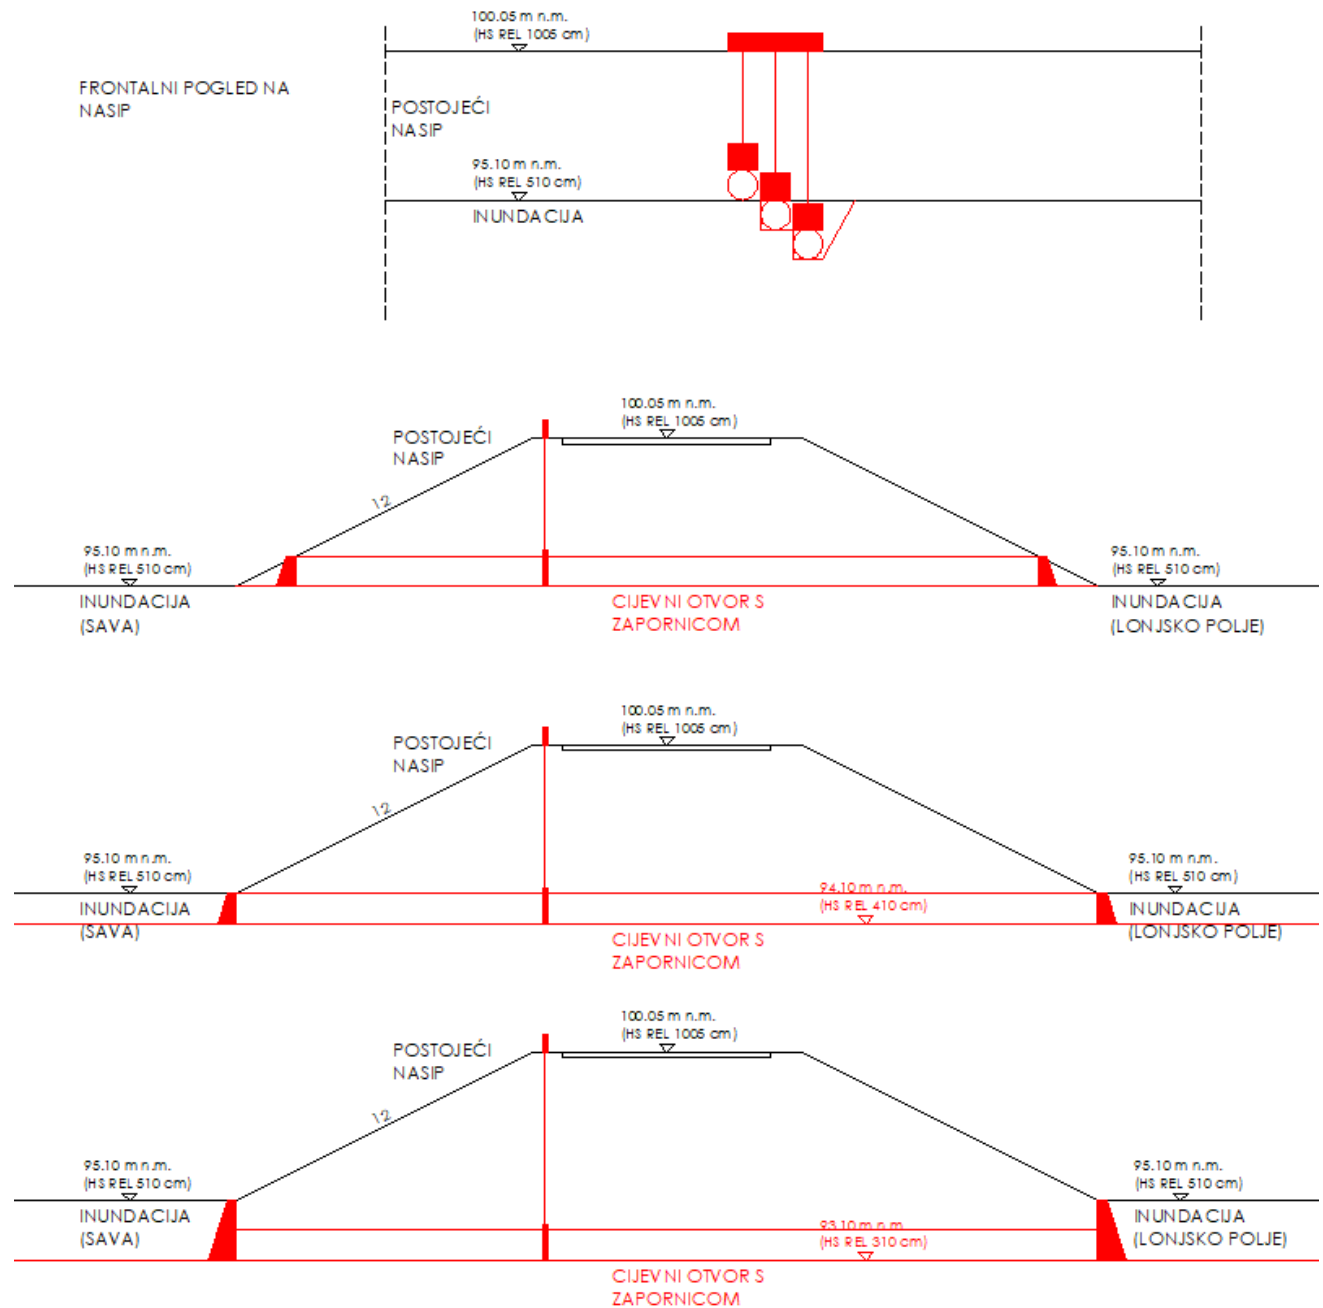 100.05 m n.m.
(HS REL 1005 cm)
FRONTALNI POGLED NA
NASIP
POSTOJEĆI
NASIP
95.10 m n.m.
(HS REL 510 cm)
INUNDACIJA
100.05 m n.m.
(HS REL 1005 cm)
POSTOJEĆI
NASIP
1:2
95.10 m n.m.
(HS REL 510 cm)
INUNDACIJA
(SAVA)
CIJEVNI OTVOR S
ZAPORNICOM
95.10 m n.m.
(HS REL 510 cm)
INUNDACIJA
(LONJSKO POLJE)
100.05 m n.m.
(HS REL 1005 cm)
POSTOJEĆI
NASIP
1:2
95.10 m n.m.
(HS REL 510 cm)
INUNDACIJA
(SAVA)
94.10 m n.m.
(HS REL 410 cm)
CIJEVNI OTVOR S
ZAPORNICOM
95.10 m n.m.
(HS REL 510 cm)
INUNDACIJA
(LONJSKO POLJE)
100.05 m n.m.
(HS REL 1005 cm)
POSTOJEĆI
NASIP
1:2
95.10 m n.m.
(HS REL 510 cm)
INUNDACIJA
(SAVA)
93.10 m n.m.
(HS REL 310 cm)
CIJEVNI OTVOR S
ZAPORNICOM
95.10 m n.m.
(HS REL 510 cm)
INUNDACIJA
(LONJSKO POLJE)